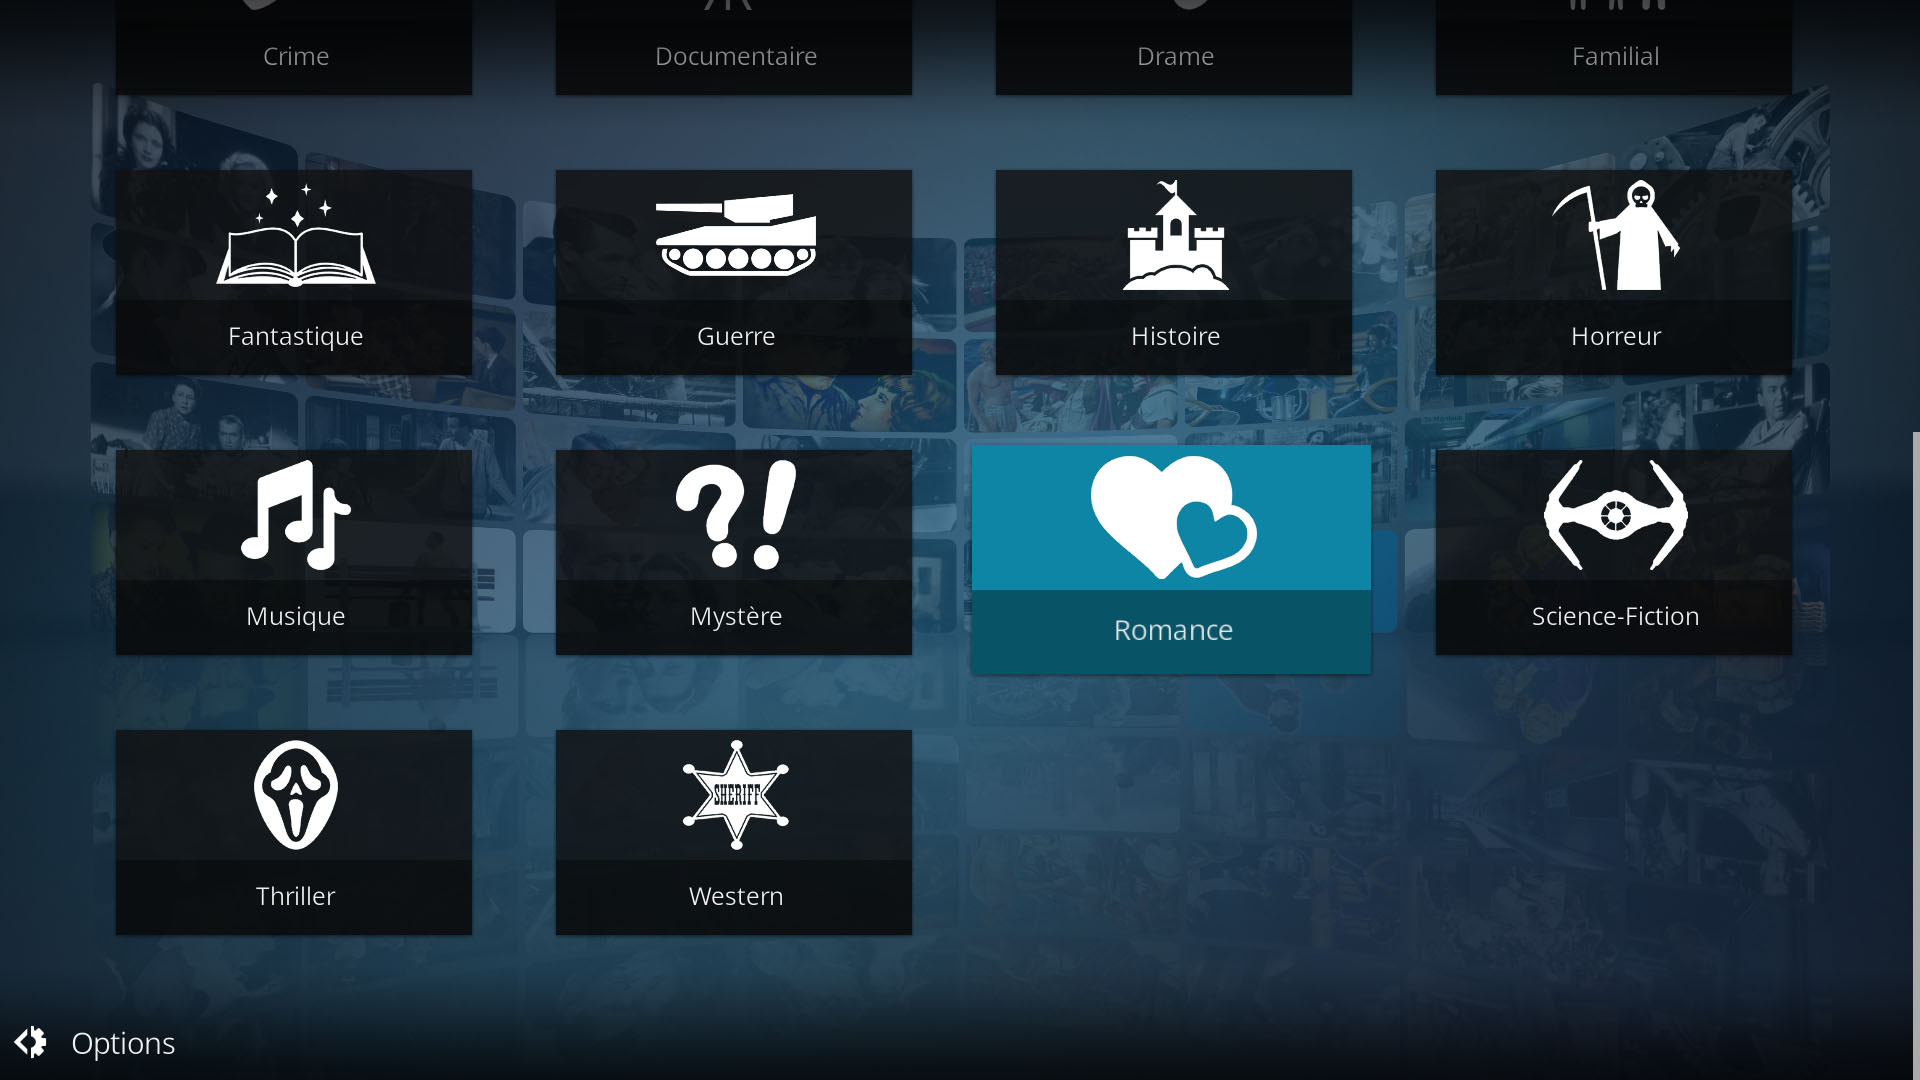 Crime
Documentaire
Drame
Familial
Fantastique
Guerre
Histoire
Horreur
?!
Musique
Mystère
Romance
Science-Fiction
SHERIFF
Thriller
Western
Options